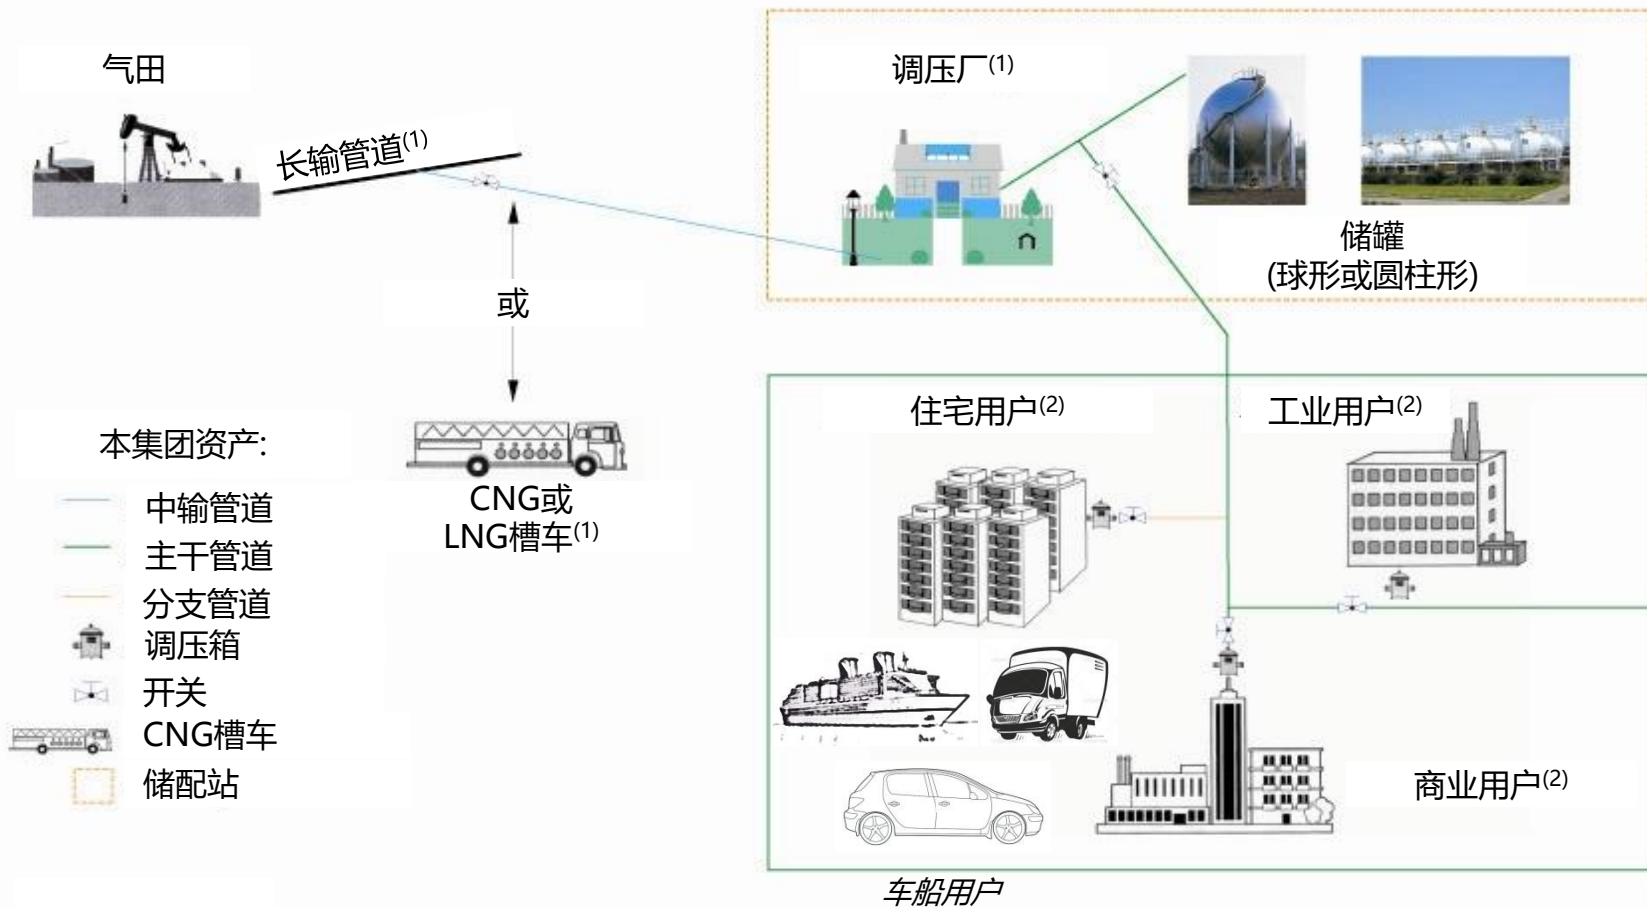 气田
长输管道(1)
或
CNG或
LNG槽车(1)
调压厂(1)
储罐
(球形或圆柱形)
住宅用户(2)
工业用户(2)
商业用户(2)
车船用户
本集团资产:
中输管道
主干管道
分支管道
调压箱
开关
CNG槽车
储配站